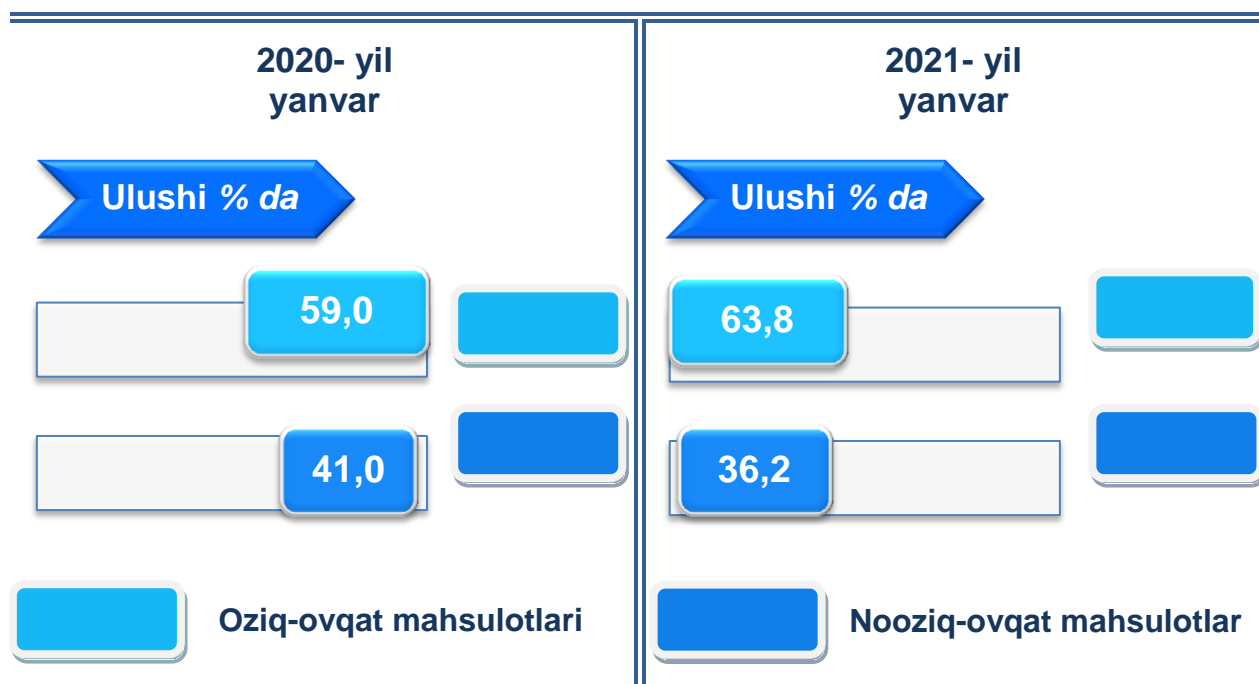 2020- yil
yanvar
Ulushi % da
59,0
41,0
2021- yil
yanvar
Ulushi % da
63,8
36,2
Oziq-ovqat mahsulotlari
Nooziq-ovqat mahsulotlar